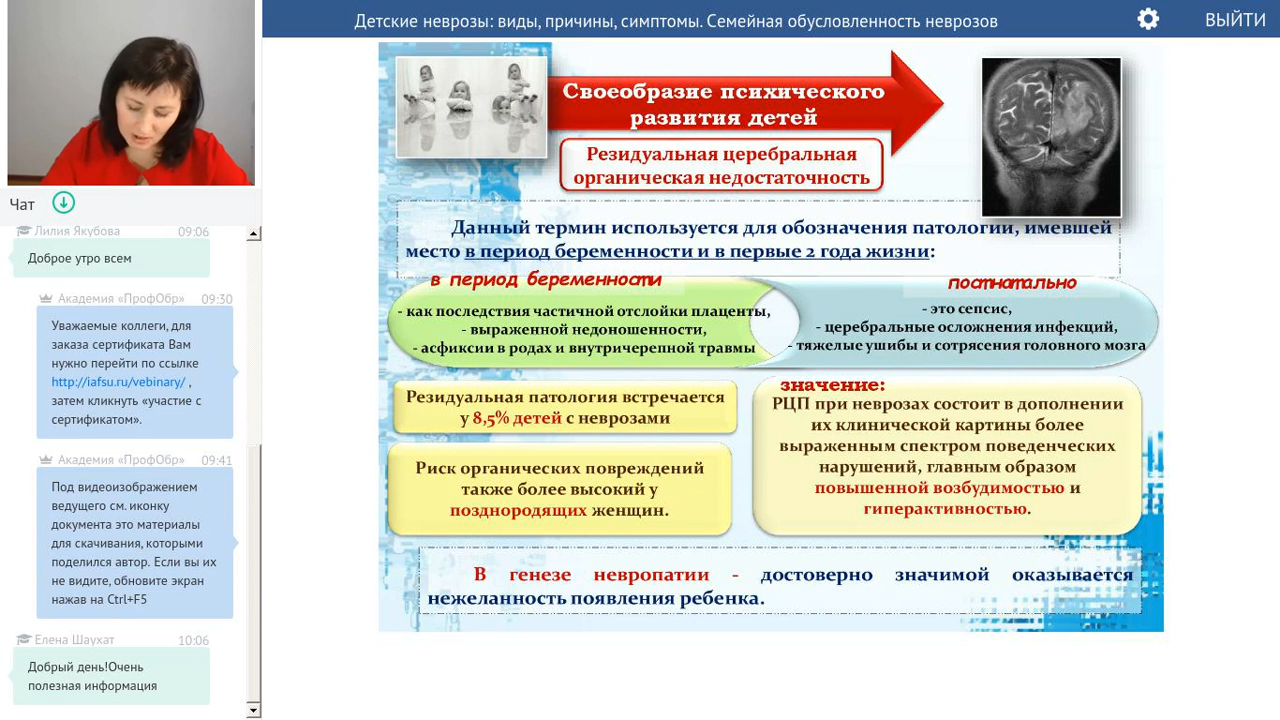 Детские неврозы: виды, причины, симптомы. Семейная обусловленность неврозов
ВЫЙТИ
Чат
Лилия Якубова 09:06
Доброе утро всем
Академия «ПрофОбр» 09:30
Уважаемые коллеги, для
заказа сертификата Вам
нужно перейти по ссылке
http://iafsu.ru/vebinary/ ,
затем кликнуть «участие с
сертификатом».
Академия «ПрофОбр» 09:41
Под видеоизображением
ведущего см. иконку
документа это материалы
для скачивания, которыми
поделился автор. Если вы их
не видите, обновите экран
нажав на Ctrl+F5
Елена Шаухат 10:06
Добрый день!Очень
полезная информация
Своеобразие психического
развития детей
Резидуальная церебральная
органическая недостаточность
Данный термин используется для обозначения патологии, имевшей
место в период беременности и в первые 2 года жизни:
в период беременности
- как последствия частичной отслойки плаценты,
- выраженной недоношенности,
- асфиксии в родах и внутричерепной травмы
постнатально
- это сепсис,
- церебральные осложнения инфекций,
- тяжелые ушибы и сотрясения головного мозга
Резидуальная патология встречается
у 8,5% детей с неврозами
Риск органических повреждений
также более высокий у
позднородящих женщин.
значение:
РЦП при неврозах состоит в дополнении
их клинической картины более
выраженным спектром поведенческих
нарушений, главным образом
повышенной возбудимостью и
гиперактивностью.
В генезе невропатии - достоверно значимой оказывается
нежеланность появления ребенка.